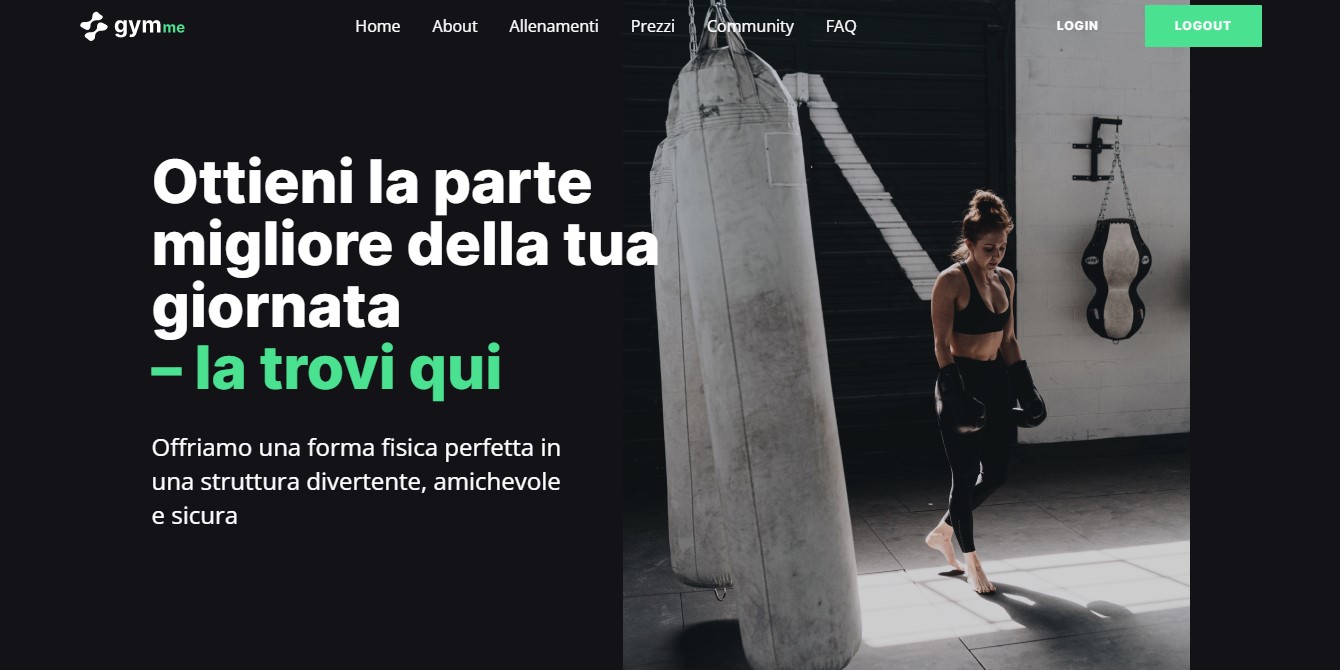 gymme
Home About Allenamenti Prezzi Community FAQ
LOGIN
LOGOUT
Ottieni la parte
migliore della tua
giornata
– la trovi qui
Offriamo una forma fisica perfetta in
una struttura divertente, amichevole
e sicura